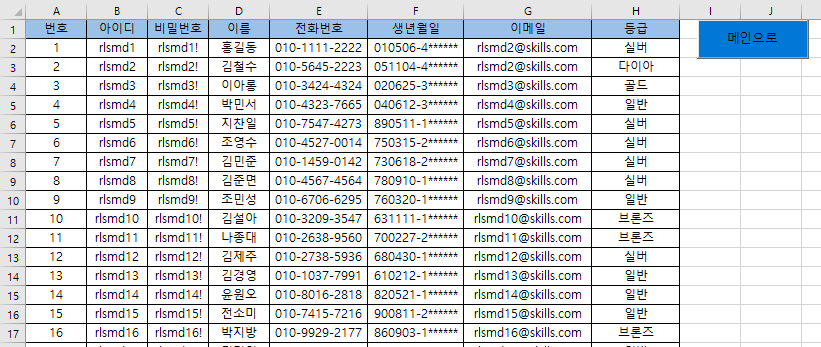 A B C D E F G H I J
1 번호 아이디 비밀번호 이름 전화번호 생년월일 이메일 등급 메인으로
2 1 rlsmd1 rlsmd1! 홍길동 010-1111-2222 010506-4****** rlsmd2@skills.com 실버
3 2 rlsmd2 rlsmd2! 김철수 010-5645-2223 051104-4****** rlsmd2@skills.com 다이아
4 3 rlsmd3 rlsmd3! 이아롱 010-3424-4324 020625-3****** rlsmd3@skills.com 골드
5 4 rlsmd4 rlsmd4! 박민서 010-4323-7665 040612-3****** rlsmd4@skills.com 일반
6 5 rlsmd5 rlsmd5! 지찬일 010-7547-4273 890511-1****** rlsmd5@skills.com 실버
7 6 rlsmd6 rlsmd6! 조영수 010-4527-0014 750315-2****** rlsmd6@skills.com 실버
8 7 rlsmd7 rlsmd7! 김민준 010-1459-0142 730618-2****** rlsmd7@skills.com 실버
9 8 rlsmd8 rlsmd8! 김준면 010-4567-4564 780910-1****** rlsmd8@skills.com 실버
10 9 rlsmd9 rlsmd9! 조민성 010-6706-6295 760320-1****** rlsmd9@skills.com 일반
11 10 rlsmd10 rlsmd10! 김설아 010-3209-3547 631111-1****** rlsmd10@skills.com 브론즈
12 11 rlsmd11 rlsmd11! 나종대 010-2638-9560 700227-2****** rlsmd11@skills.com 브론즈
13 12 rlsmd12 rlsmd12! 김제주 010-2738-5936 680430-1****** rlsmd12@skills.com 실버
14 13 rlsmd13 rlsmd13! 김경영 010-1037-7991 610212-1****** rlsmd13@skills.com 일반
15 14 rlsmd14 rlsmd14! 윤원오 010-8016-2818 820521-1****** rlsmd14@skills.com 일반
16 15 rlsmd15 rlsmd15! 전소미 010-7415-7216 900811-2****** rlsmd15@skills.com 일반
17 16 rlsmd16 rlsmd16! 박지방 010-9929-2177 860903-1****** rlsmd16@skills.com 브론즈